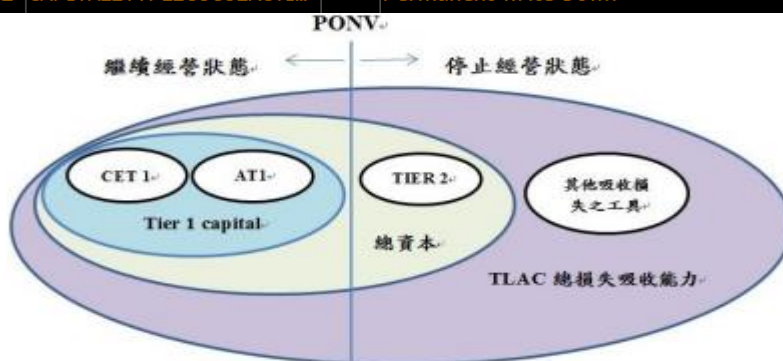 PONV
繼續經營狀態
停止經營狀態
CET 1
AT1
TIER 2
其他吸收損
失之工具
Tier 1 capital
總資本
TLAC 總損失吸收能力